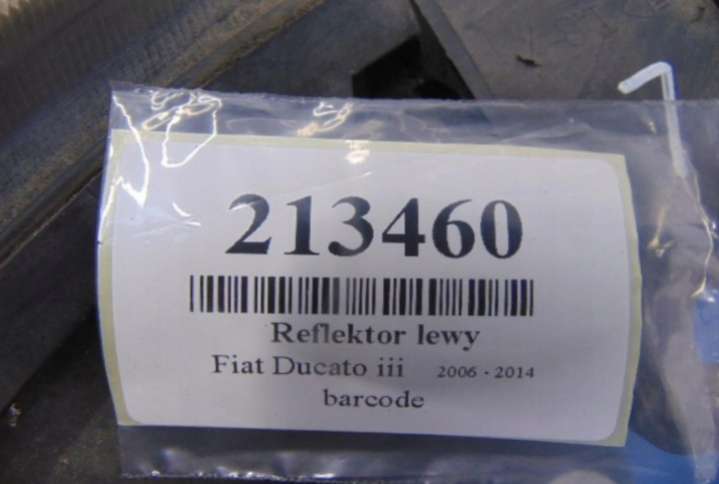 213460
Reflektor lewy
Fiat Ducato iii 2006 - 2014
barcode